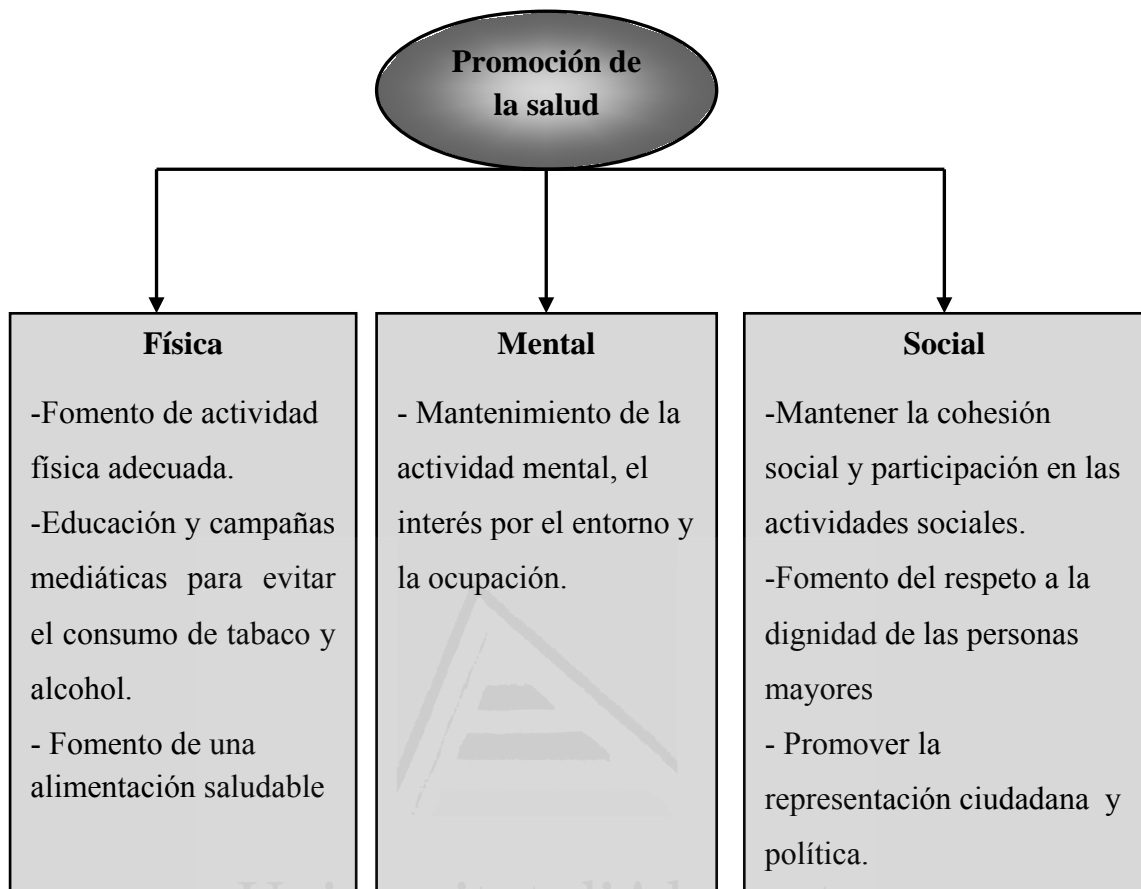 Promoción de
la salud
Física
-Fomento de actividad
física adecuada.
-Educación y campañas
mediáticas para evitar
el consumo de tabaco y
alcohol.
- Fomento de una
alimentación saludable
Mental
- Mantenimiento de la
actividad mental, el
interés por el entorno y
la ocupación.
Social
-Mantener la cohesión
social y participación en las
actividades sociales.
-Fomento del respeto a la
dignidad de las personas
mayores
- Promover la
representación ciudadana y
política.